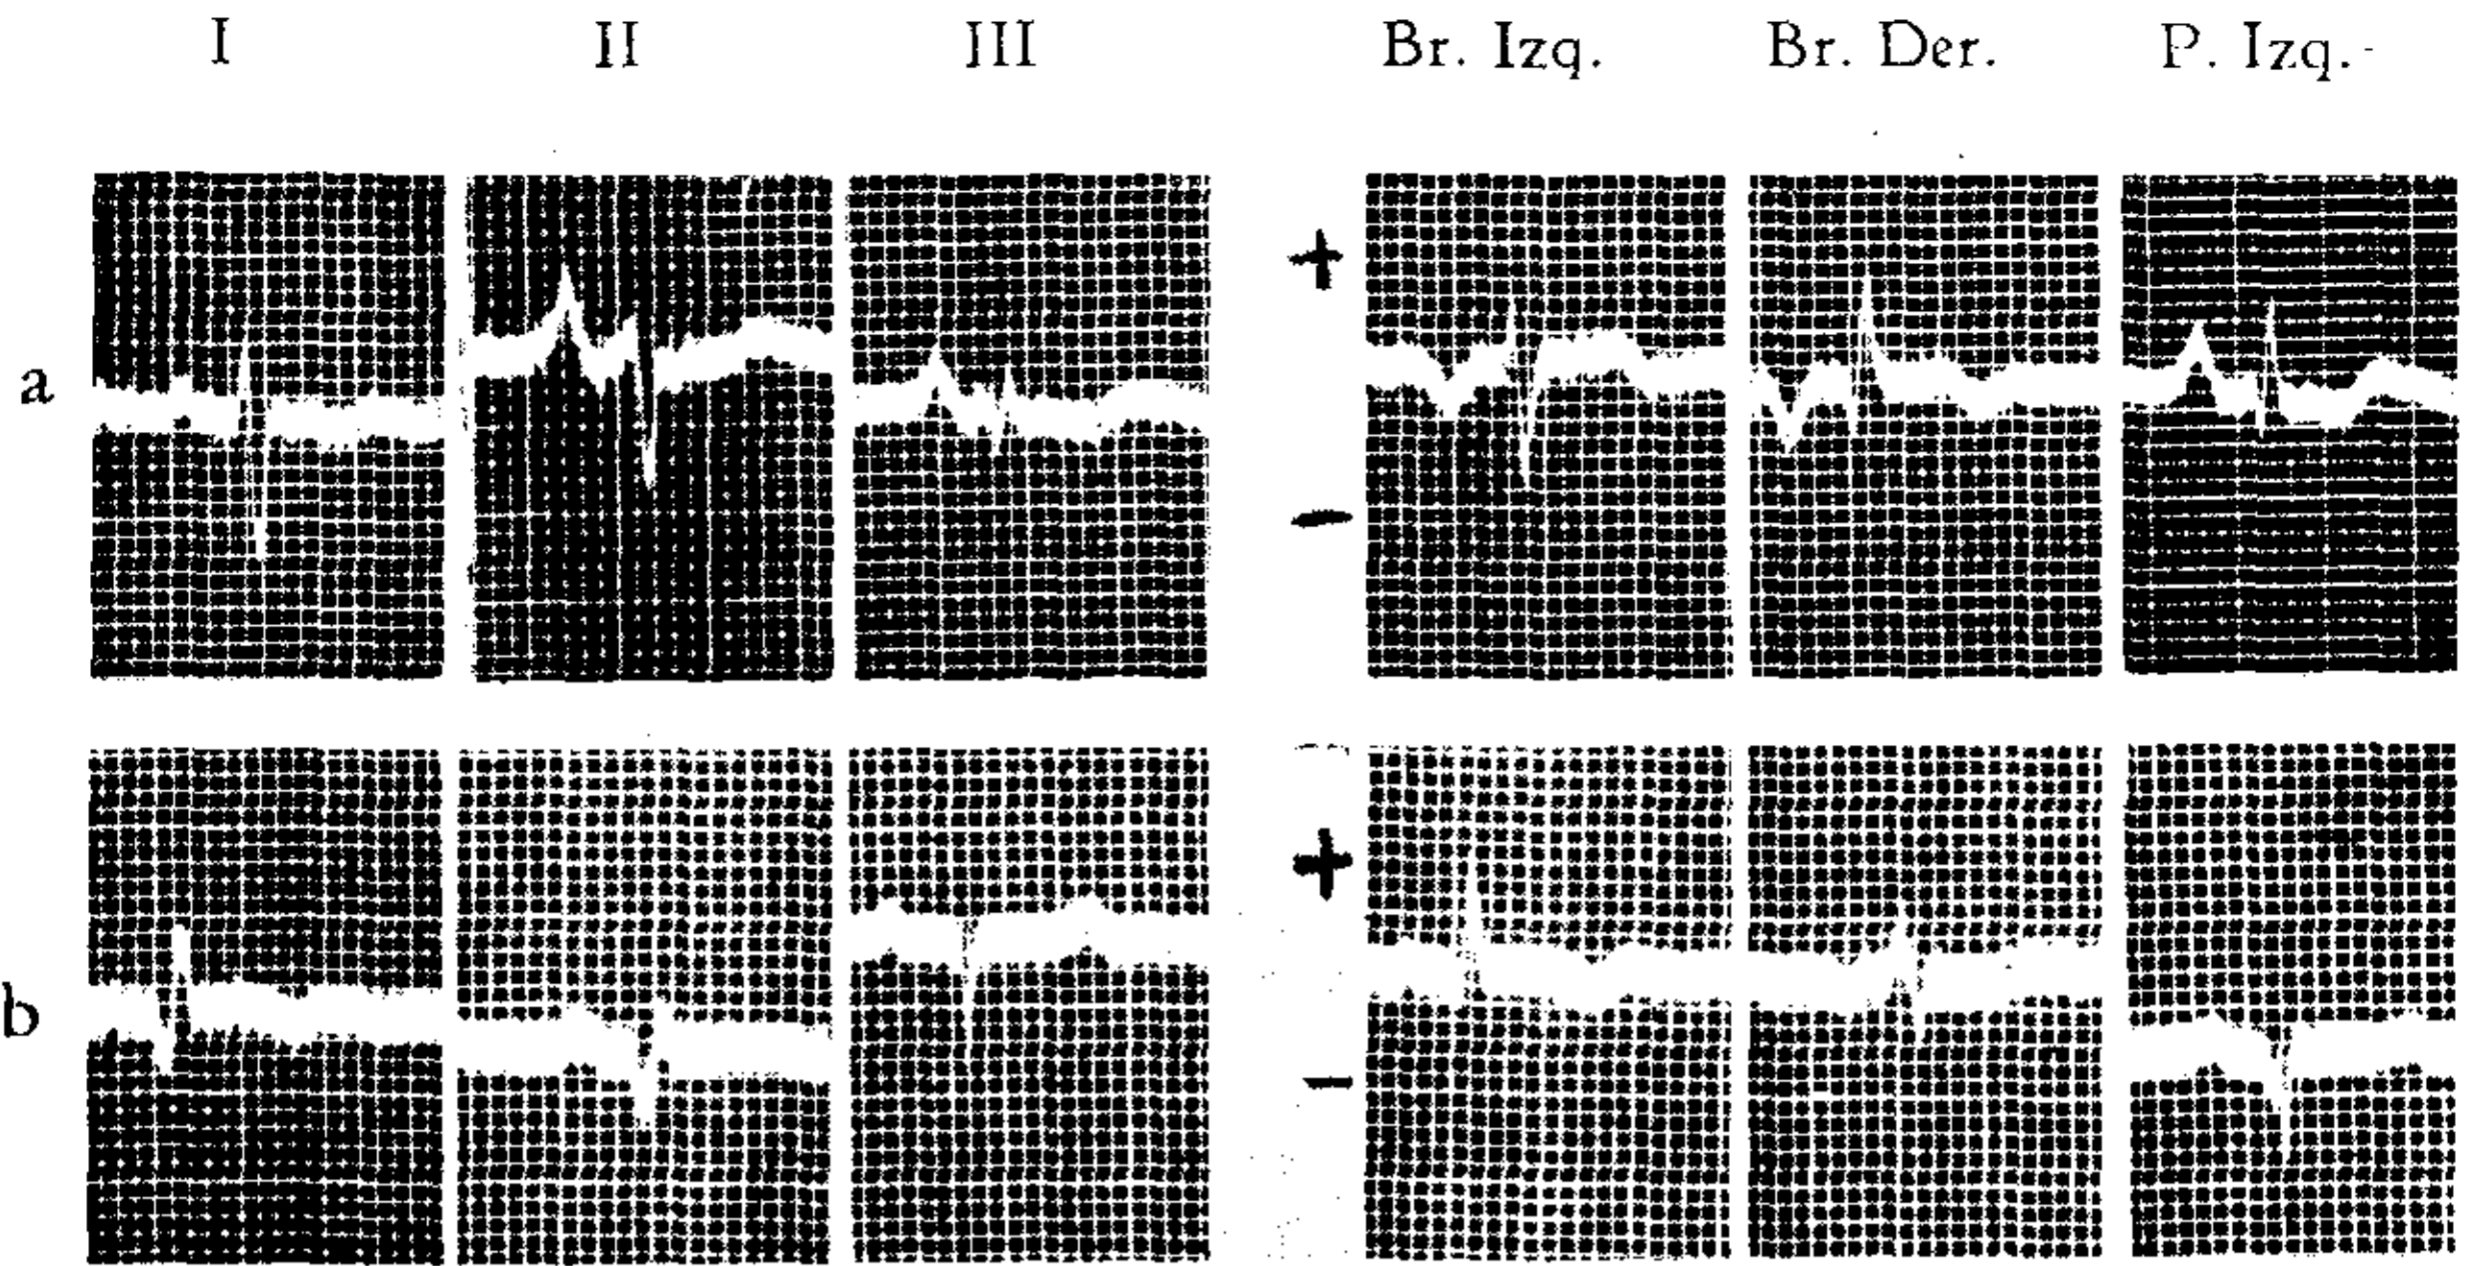 I II III Br. Izq. Br. Der. P. Izq.-
a + -
b + -